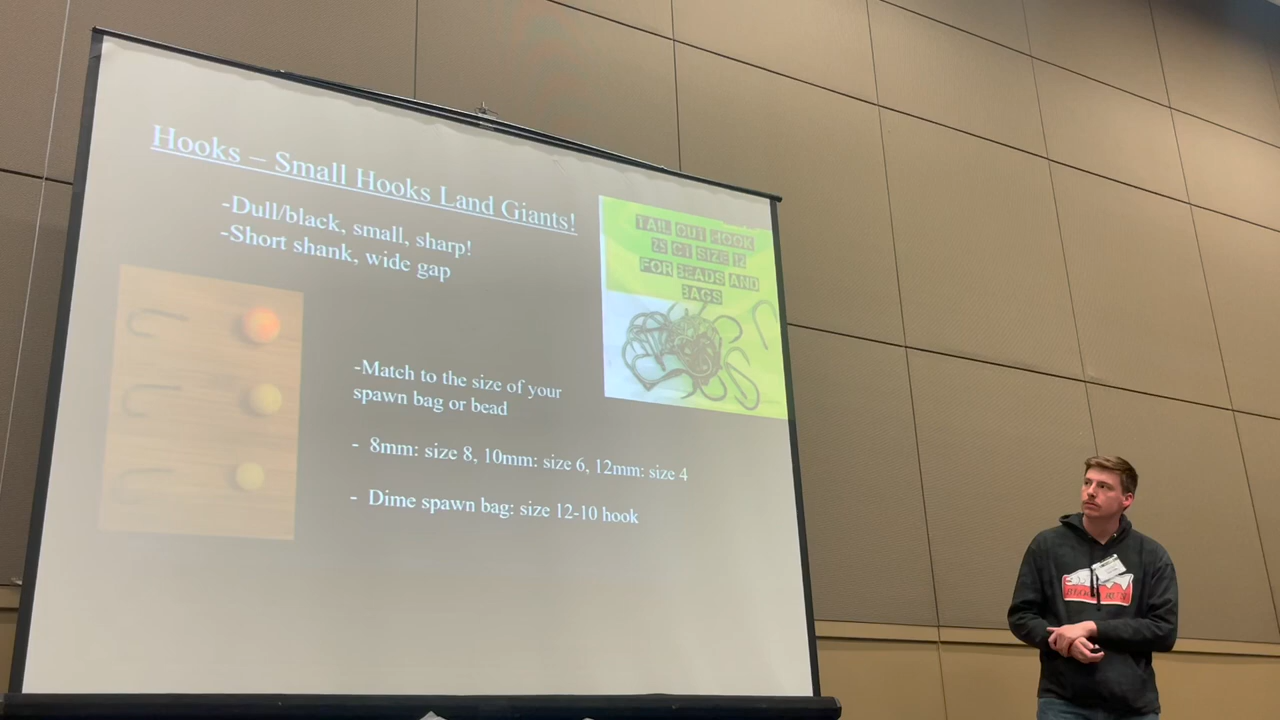 Hooks – Small Hooks Land Giants!
-Dull/black, small, sharp!
-Short shank, wide gap
TAIL OUT HOOK
25 CT SIZE 12
FOR BEADS AND
BAGS
-Match to the size of your
spawn bag or bead
- 8mm: size 8, 10mm: size 6, 12mm: size 4
- Dime spawn bag: size 12-10 hook